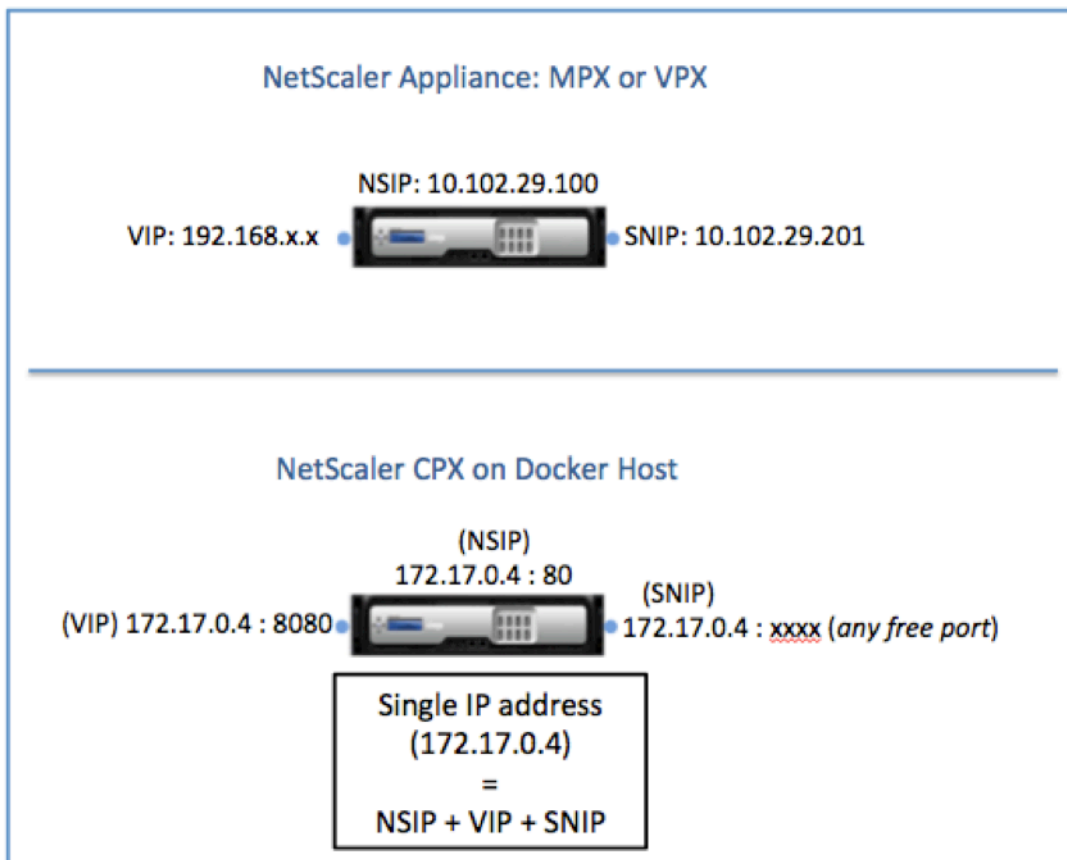 NetScaler Appliance: MPX or VPX
NSIP: 10.102.29.100
VIP: 192.168.x.x
SNIP: 10.102.29.201
NetScaler CPX on Docker Host
(NSIP)
172.17.0.4 : 80
(VIP) 172.17.0.4 : 8080
(SNIP)
172.17.0.4 : xxxx (any free port)
Single IP address
(172.17.0.4)
=
NSIP + VIP + SNIP